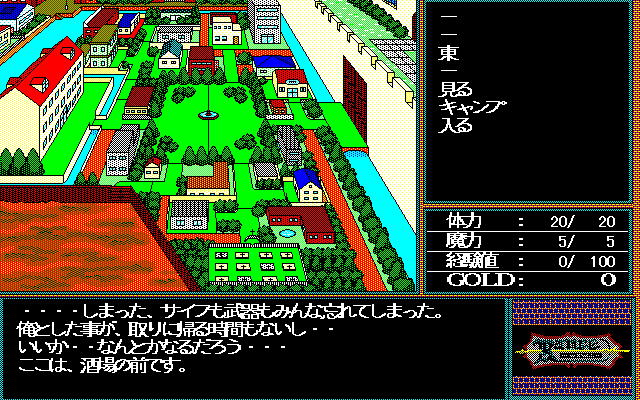 東
見る
キャンプ
入る
体力 : 20/ 20
魔力 : 5/ 5
経験値 : 0/ 100
GOLD: 0
・・・・しまった、サイフも武器もみんな忘れてしまった。
俺とした事が、取りに帰る時間もないし・・
いいか・・なんとかなるだろう・・・
ここは、酒場の前です。